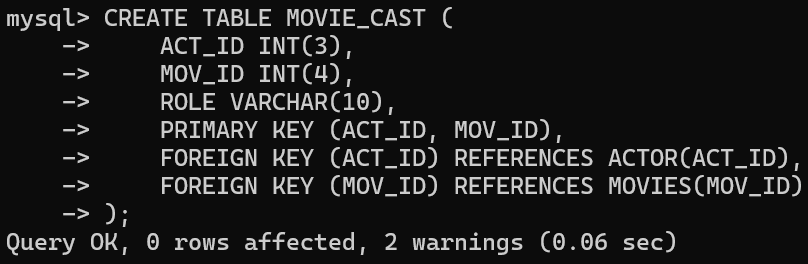 mysql> CREATE TABLE MOVIE_CAST (
    ->     ACT_ID INT(3),
    ->     MOV_ID INT(4),
    ->     ROLE VARCHAR(10),
    ->     PRIMARY KEY (ACT_ID, MOV_ID),
    ->     FOREIGN KEY (ACT_ID) REFERENCES ACTOR(ACT_ID),
    ->     FOREIGN KEY (MOV_ID) REFERENCES MOVIES(MOV_ID)
    -> );
Query OK, 0 rows affected, 2 warnings (0.06 sec)